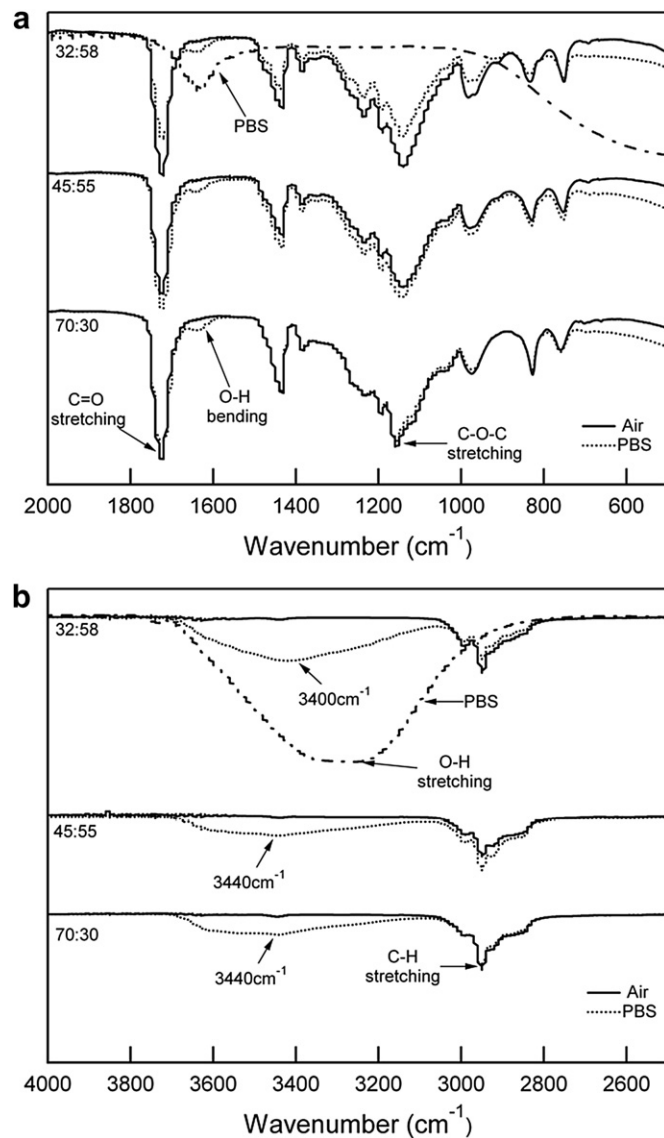 a
32:58
PBS
45:55
70:30
C=O
stretching
O-H
bending
C-O-C
stretching
Air
PBS
2000 1800 1600 1400 1200 1000 800 600
Wavenumber (cm⁻¹)
b
32:58
3400cm⁻¹
PBS
O-H
stretching
45:55
3440cm⁻¹
70:30
3440cm⁻¹
C-H
stretching
Air
PBS
4000 3800 3600 3400 3200 3000 2800 2600
Wavenumber (cm⁻¹)